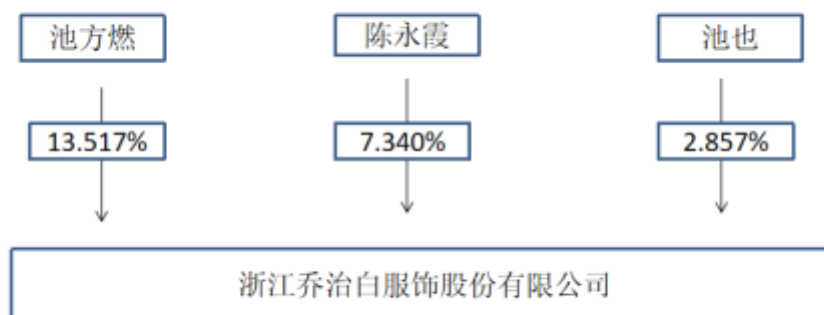 池方燃
陈永霞
池也
13.517%
7.340%
2.857%
浙江乔治白服饰股份有限公司